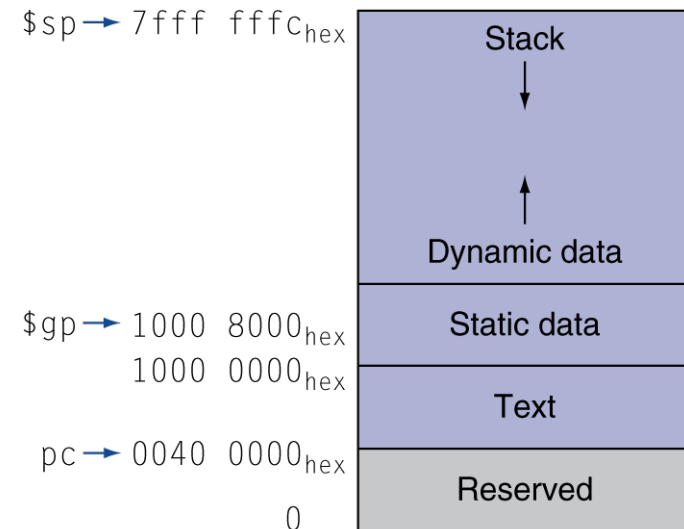 $sp → 7fff fffc hex
Stack
Dynamic data
$gp → 1000 8000 hex
Static data
1000 0000 hex
Text
pc → 0040 0000 hex
Reserved
0